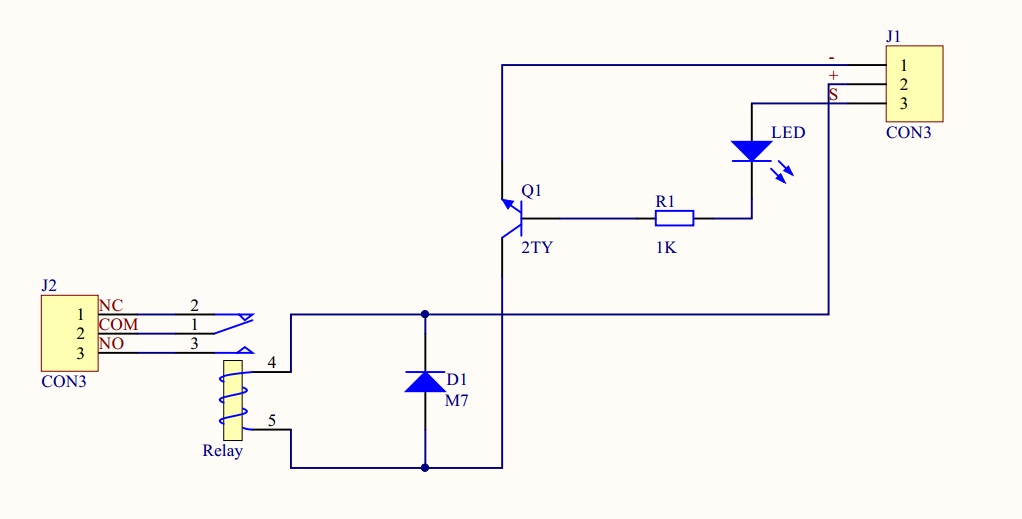 J1
- 1
+ 2
S 3
CON3
LED
Q1
2TY
R1
1K
J2
1 NC 2
2 COM 1
3 NO 3
CON3
4
5
Relay
D1
M7